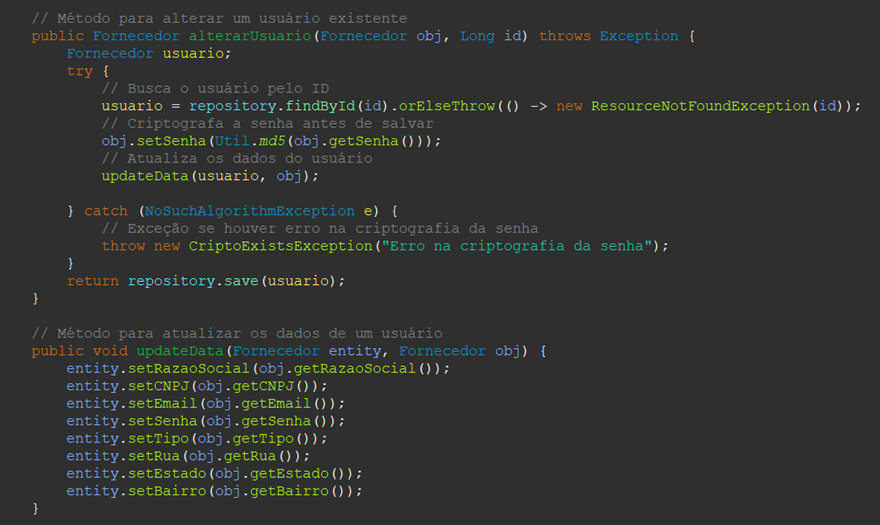 // Método para alterar um usuário existente
public Fornecedor alterarUsuario(Fornecedor obj, Long id) throws Exception {
    Fornecedor usuario;
    try {
        // Busca o usuário pelo ID
        usuario = repository.findById(id).orElseThrow(() -> new ResourceNotFoundException(id));
        // Criptografa a senha antes de salvar
        obj.setSenha(Util.md5(obj.getSenha()));
        // Atualiza os dados do usuário
        updateData(usuario, obj);

    } catch (NoSuchAlgorithmException e) {
        // Exceção se houver erro na criptografia da senha
        throw new CriptoExistsException("Erro na criptografia da senha");
    }
    return repository.save(usuario);
}

// Método para atualizar os dados de um usuário
public void updateData(Fornecedor entity, Fornecedor obj) {
    entity.setRazaoSocial(obj.getRazaoSocial());
    entity.setCNPJ(obj.getCNPJ());
    entity.setEmail(obj.getEmail());
    entity.setSenha(obj.getSenha());
    entity.setTipo(obj.getTipo());
    entity.setRua(obj.getRua());
    entity.setEstado(obj.getEstado());
    entity.setBairro(obj.getBairro());
}